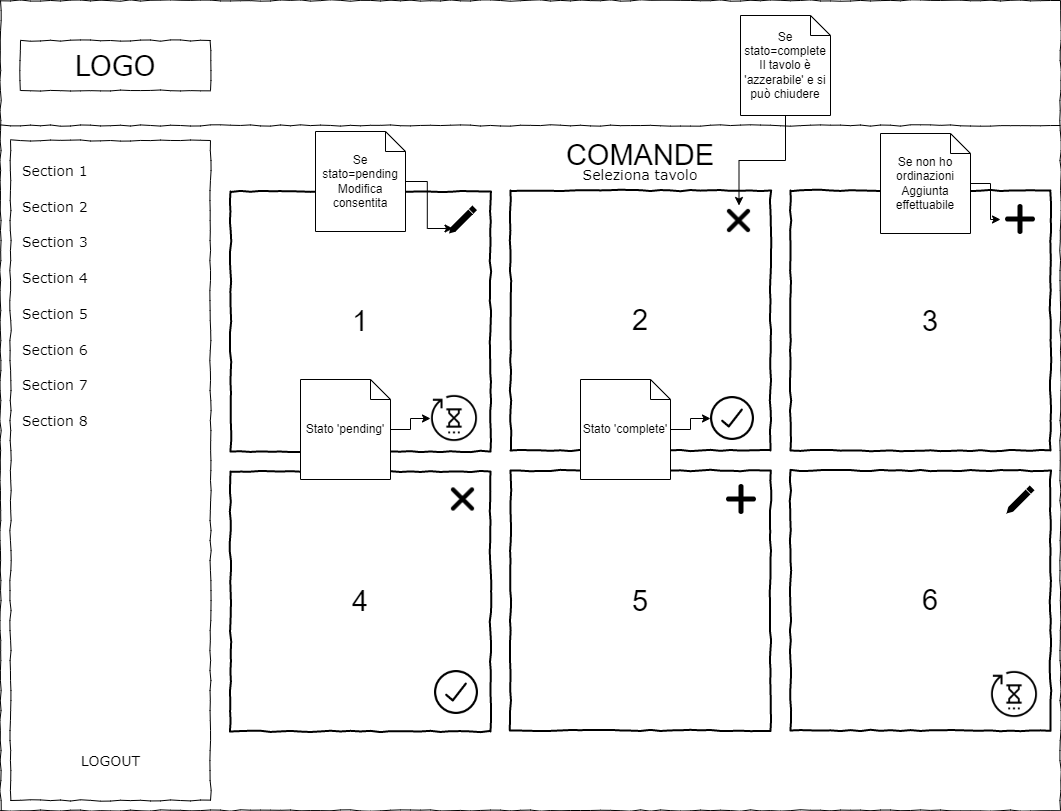 LOGO
Se
stato=complete
Il tavolo è
'azzerabile' e si
può chiudere
Section 1
Section 2
Section 3
Section 4
Section 5
Section 6
Section 7
Section 8
LOGOUT
COMANDE
Seleziona tavolo
Se
stato=pending
Modifica
consentita
Se non ho
ordinazioni
Aggiunta
effettuabile
1
2
3
Stato 'pending'
Stato 'complete'
4
5
6